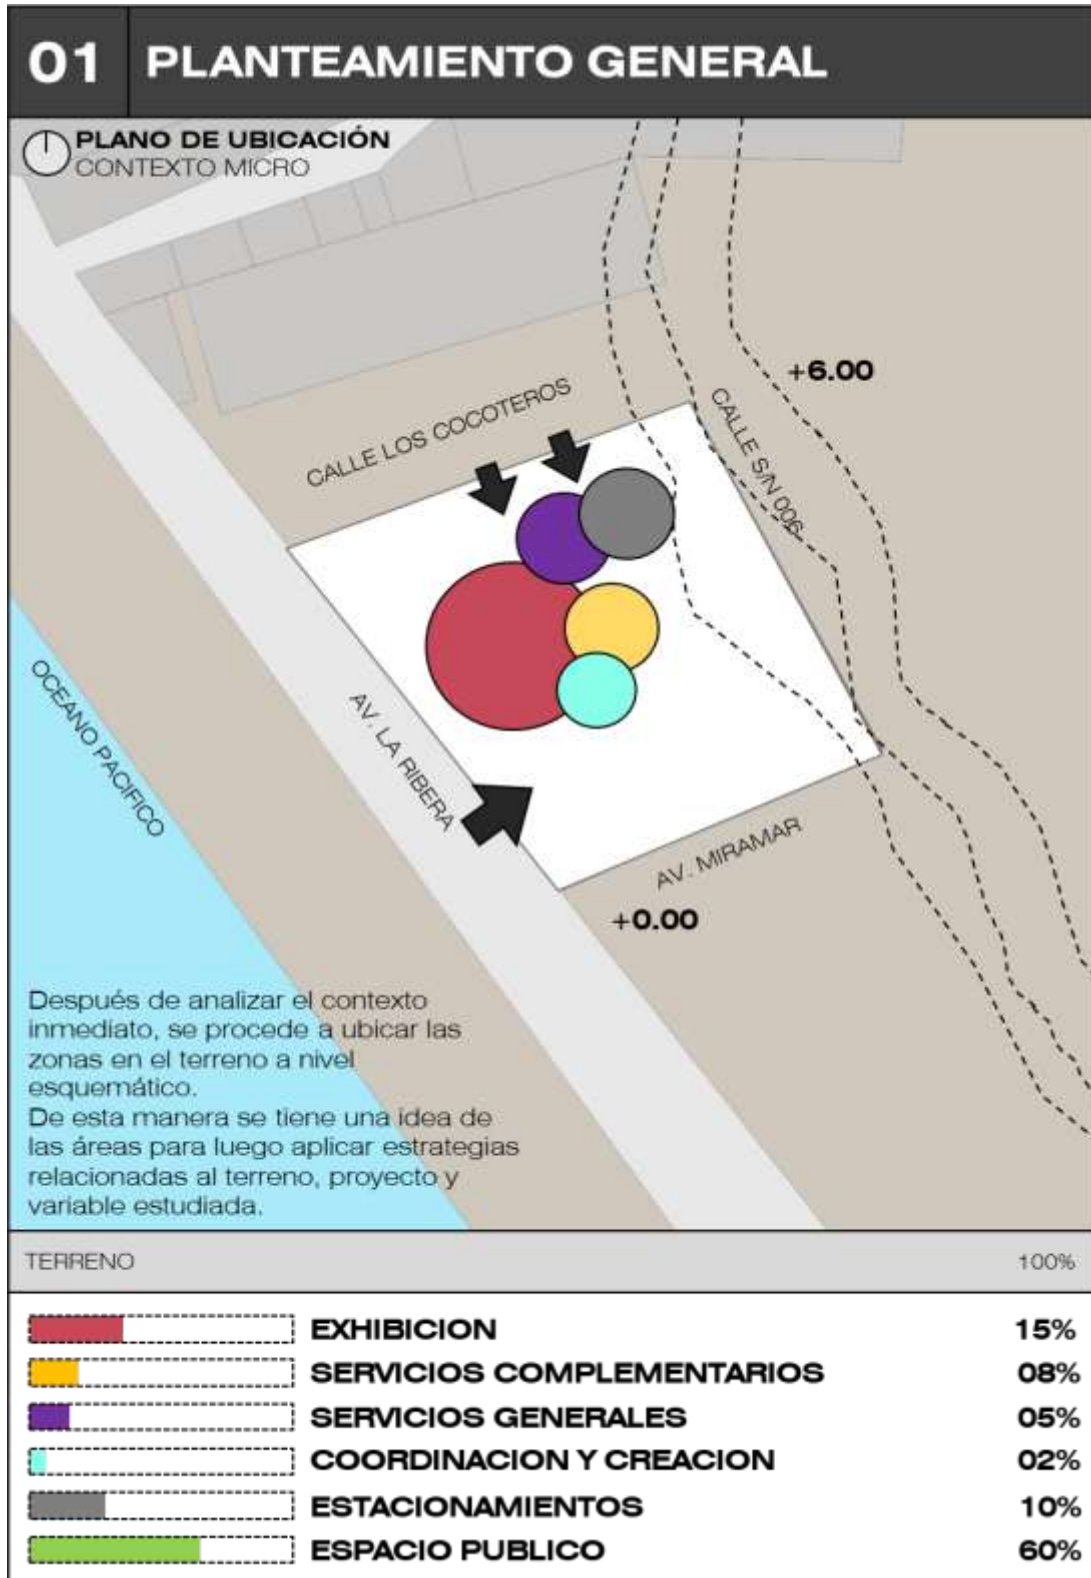 01 PLANTEAMIENTO GENERAL
PLANO DE UBICACIÓN
CONTEXTO MICRO
+6.00
CALLE LOS COCOTEROS
CALLE S/N 006
OCEANO PACIFICO
AV. LA RIBERA
AV. MIRAMAR
+0.00
Después de analizar el contexto
inmediato, se procede a ubicar las
zonas en el terreno a nivel
esquemático.
De esta manera se tiene una idea de
las áreas para luego aplicar estrategias
relacionadas al terreno, proyecto y
variable estudiada.
TERRENO 100%
EXHIBICION 15%
SERVICIOS COMPLEMENTARIOS 08%
SERVICIOS GENERALES 05%
COORDINACION Y CREACION 02%
ESTACIONAMIENTOS 10%
ESPACIO PUBLICO 60%